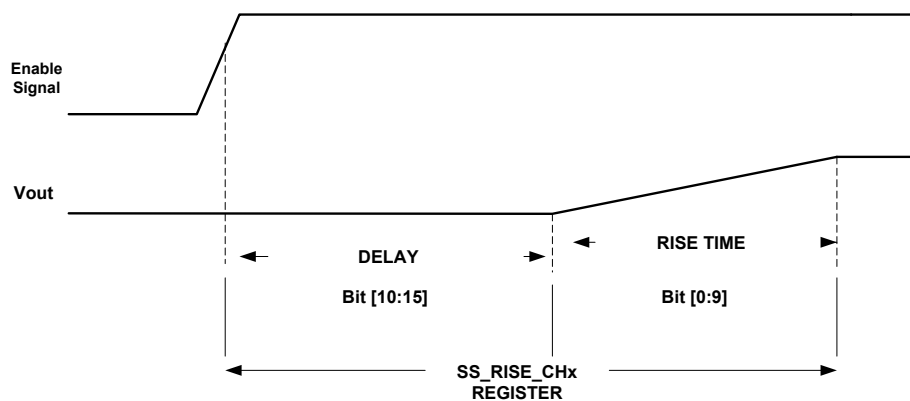 Enable
Signal
Vout
DELAY
RISE TIME
Bit [10:15]
Bit [0:9]
SS_RISE_CHx
REGISTER